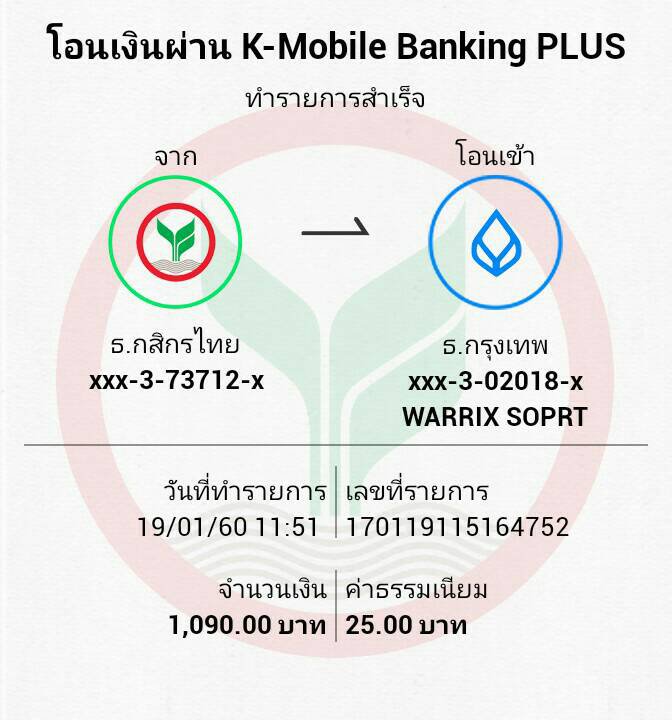 โอนเงินผ่าน K-Mobile Banking PLUS
ทำรายการสำเร็จ
จาก
โอนเข้า
ธ.กสิกรไทย
xxx-3-73712-x
ธ.กรุงเทพ
xxx-3-02018-x
WARRIX SOPRT
วันที่ทำรายการ
19/01/60 11:51
เลขที่รายการ
170119115164752
จำนวนเงิน
1,090.00 บาท
ค่าธรรมเนียม
25.00 บาท